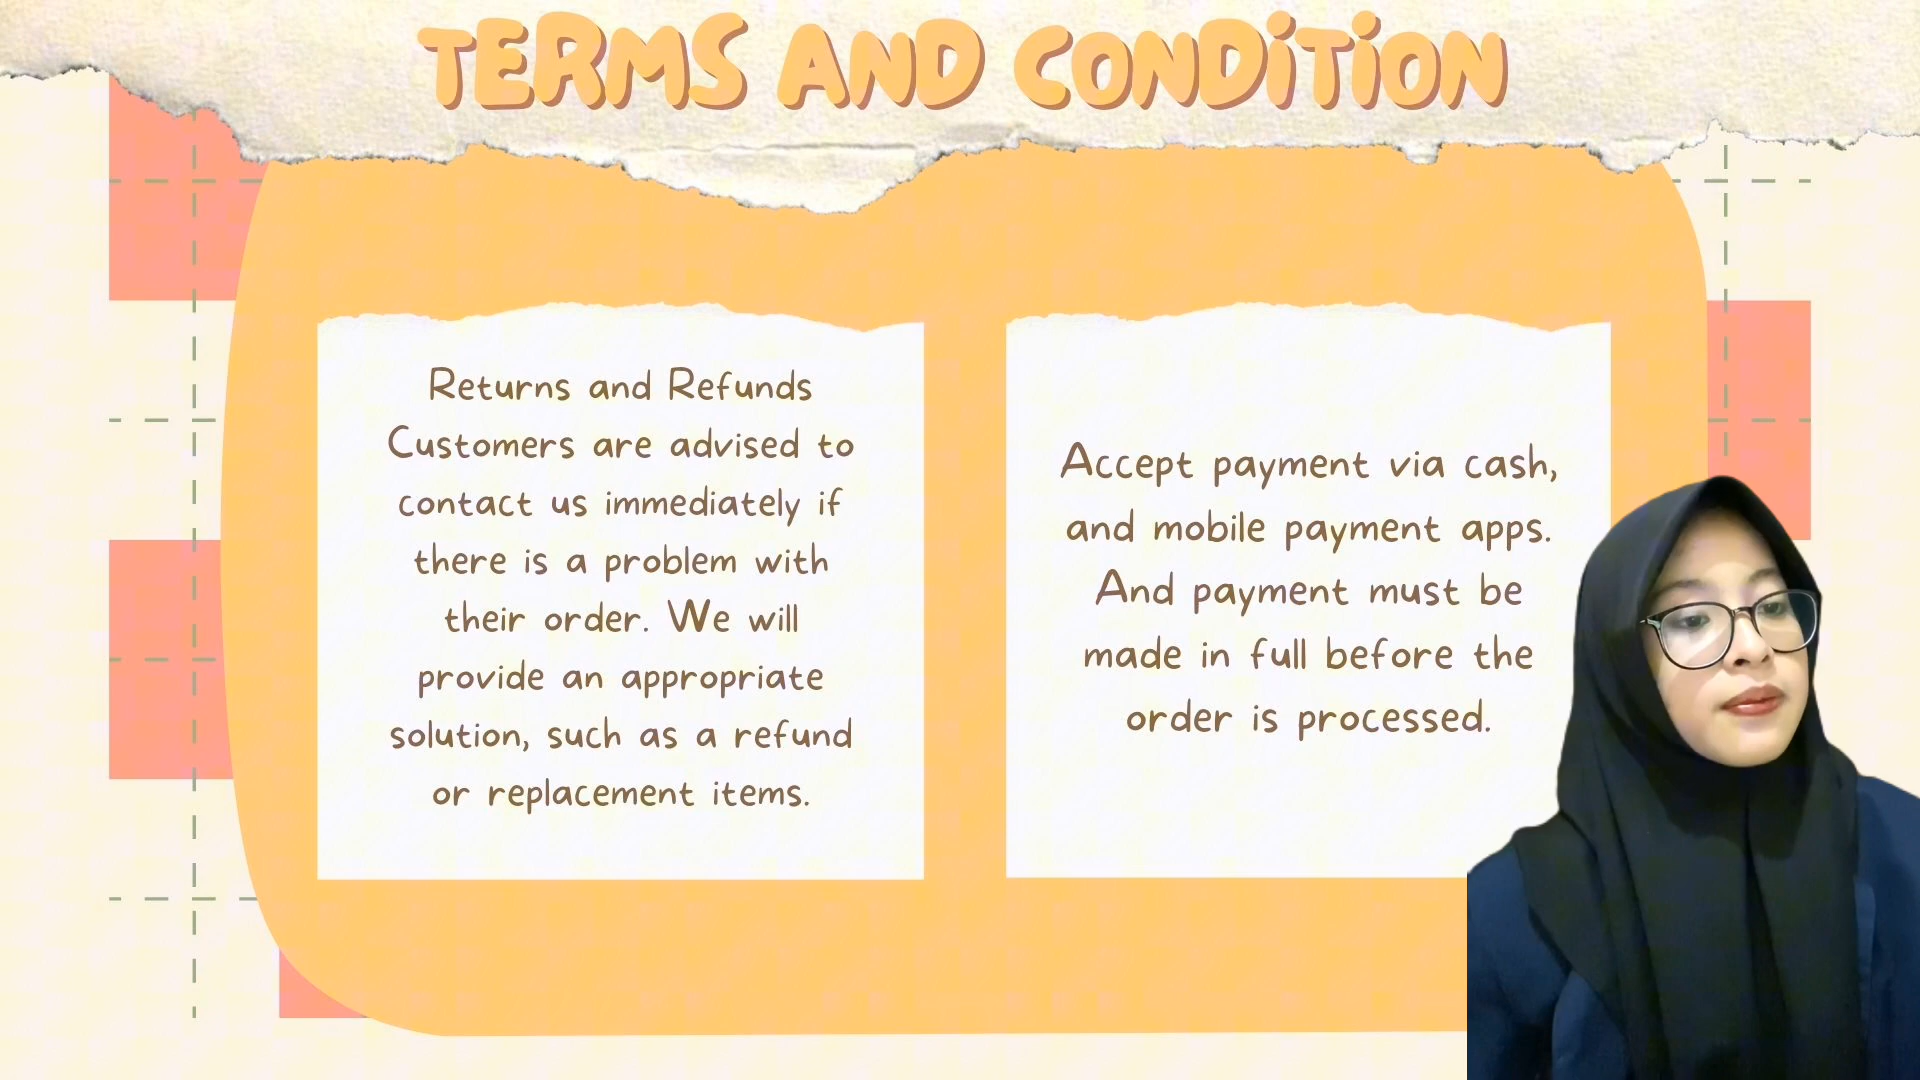 TERMS AND CONDITION
Returns and Refunds
Customers are advised to
contact us immediately if
there is a problem with
their order. We will
provide an appropriate
solution, such as a refund
or replacement items.
Accept payment via cash,
and mobile payment apps.
And payment must be
made in full before the
order is processed.